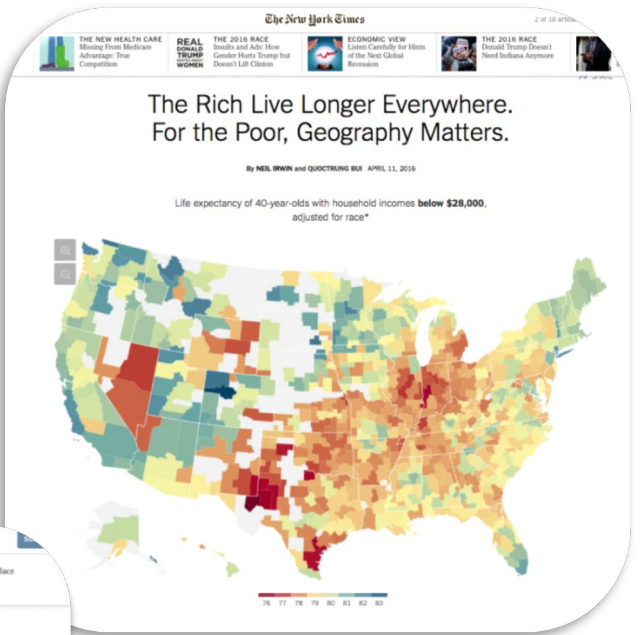 The New York Times
2 of 10
THE NEW HEALTH CARE
Missing From Medicare
Advantage: True
Competition
REAL
DONALD
TRUMP
WOMEN
THE 2016 RACE
Insults and Ads: How
Gender Hurts Trump but
Doesn't Lift Clinton
ECONOMIC VIEW
Listen Carefully for Hints
of the Next Global
Recession
THE 2016 RACE
Donald Trump Doesn't
Need Indiana Anymore
The Rich Live Longer Everywhere.
For the Poor, Geography Matters.
By NEIL IRWIN and QUOCTRUNG BUI APRIL 11, 2016
Life expectancy of 40-year-olds with household incomes below $28,000,
adjusted for race*
76 77 78 79 80 81 82 83
lace